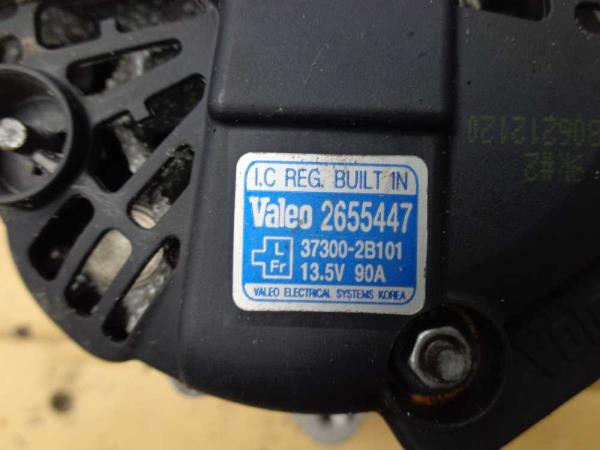 I.C REG. BUILT IN
Valeo 2655447
L
37300-2B101
Fr
13.5V 90A
VALEO ELECTRICAL SYSTEMS KOREA